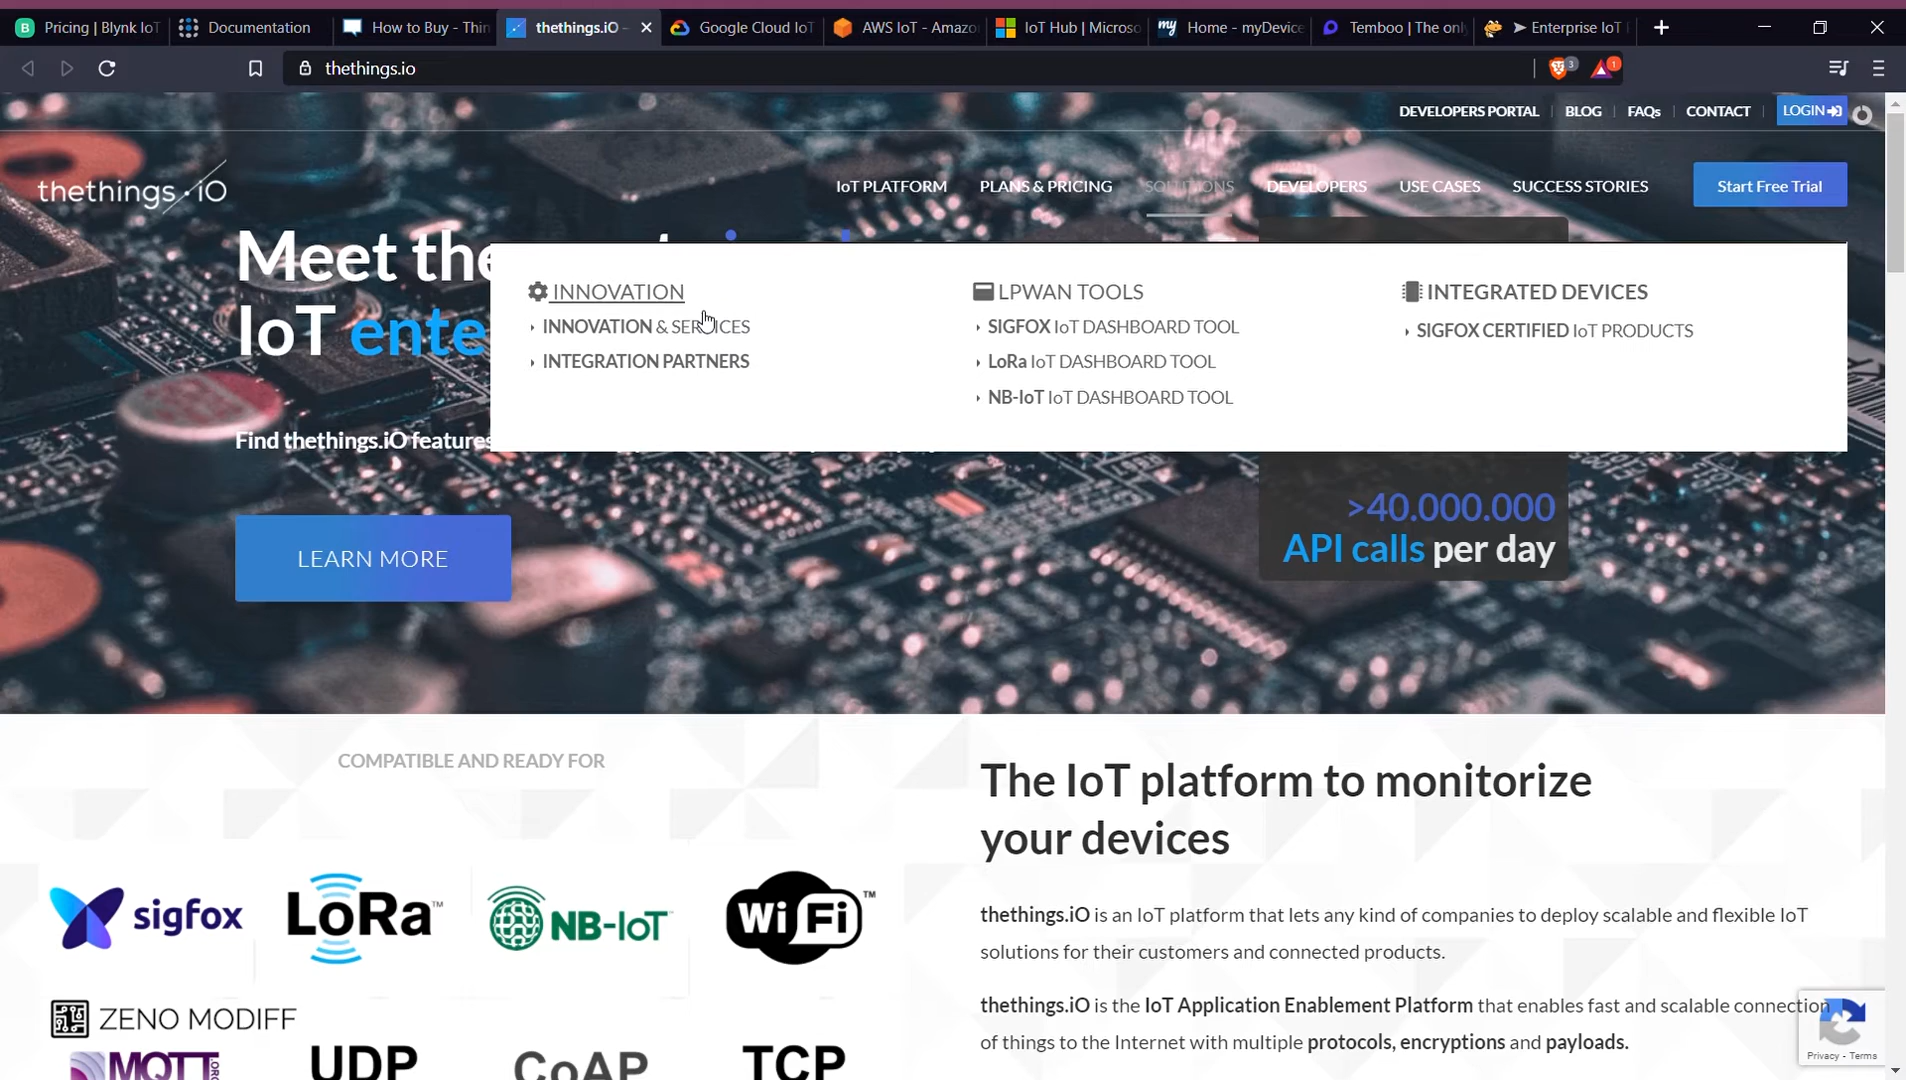 Pricing | Blynk IoT
Documentation
How to Buy - Thin
thethings.iO -
Google Cloud IoT
AWS IoT - Amazo
IoT Hub | Microso
Home - myDevice
Temboo | The only
➤ Enterprise IoT
thethings.io
3
1
DEVELOPERS PORTAL
BLOG
FAQs
CONTACT
LOGIN
thethings.iO
IoT PLATFORM
PLANS & PRICING
SOLUTIONS
DEVELOPERS
USE CASES
SUCCESS STORIES
Start Free Trial
Meet the
IoT ente
INNOVATION
INNOVATION & SERVICES
INTEGRATION PARTNERS
LPWAN TOOLS
SIGFOX IoT DASHBOARD TOOL
LoRa IoT DASHBOARD TOOL
NB-IoT IoT DASHBOARD TOOL
INTEGRATED DEVICES
SIGFOX CERTIFIED IoT PRODUCTS
Find thethings.iO features
LEARN MORE
>40.000.000
API calls per day
COMPATIBLE AND READY FOR
sigfox
LoRa™
NB-IoT
WiFi™
ZENO MODIFF
MQTT.ORG
UDP
CoAP
TCP
The IoT platform to monitorize
your devices
thethings.iO is an IoT platform that lets any kind of companies to deploy scalable and flexible IoT
solutions for their customers and connected products.
thethings.iO is the IoT Application Enablement Platform that enables fast and scalable connection
of things to the Internet with multiple protocols, encryptions and payloads.
Privacy - Terms